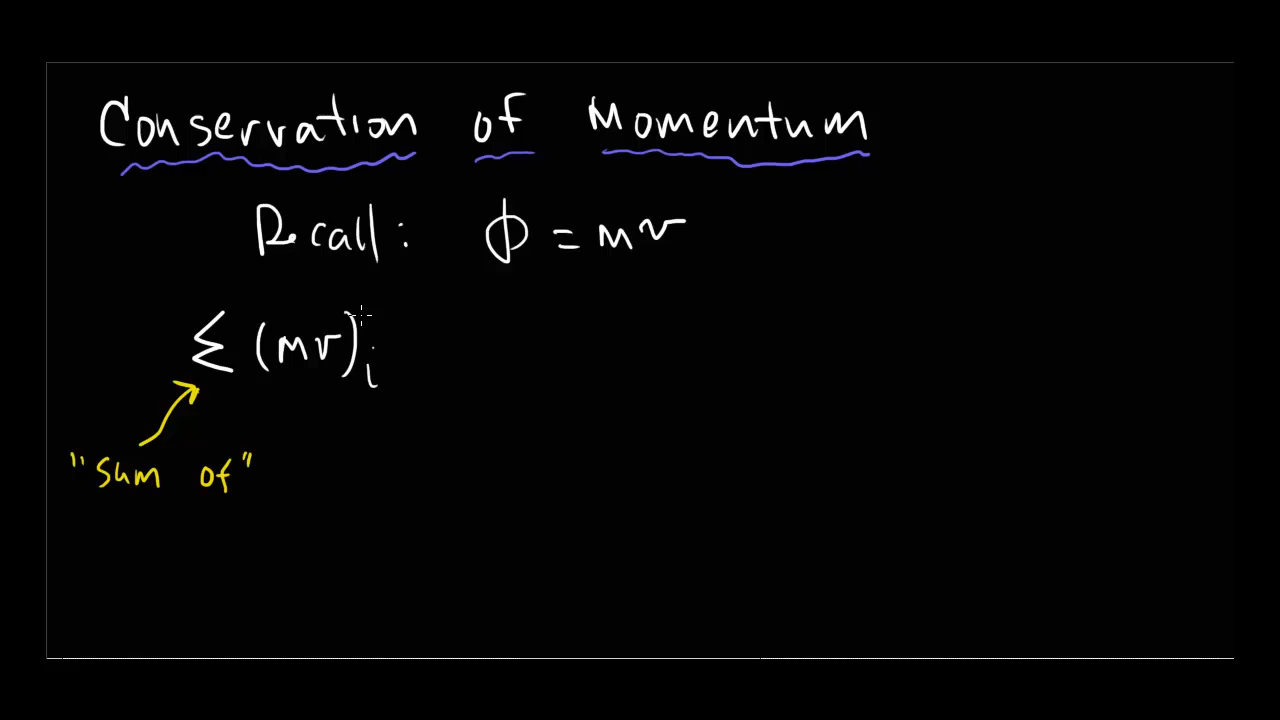 Conservation of Momentum
Recall: ϕ = mv
Σ (mv)i
"Sum of"